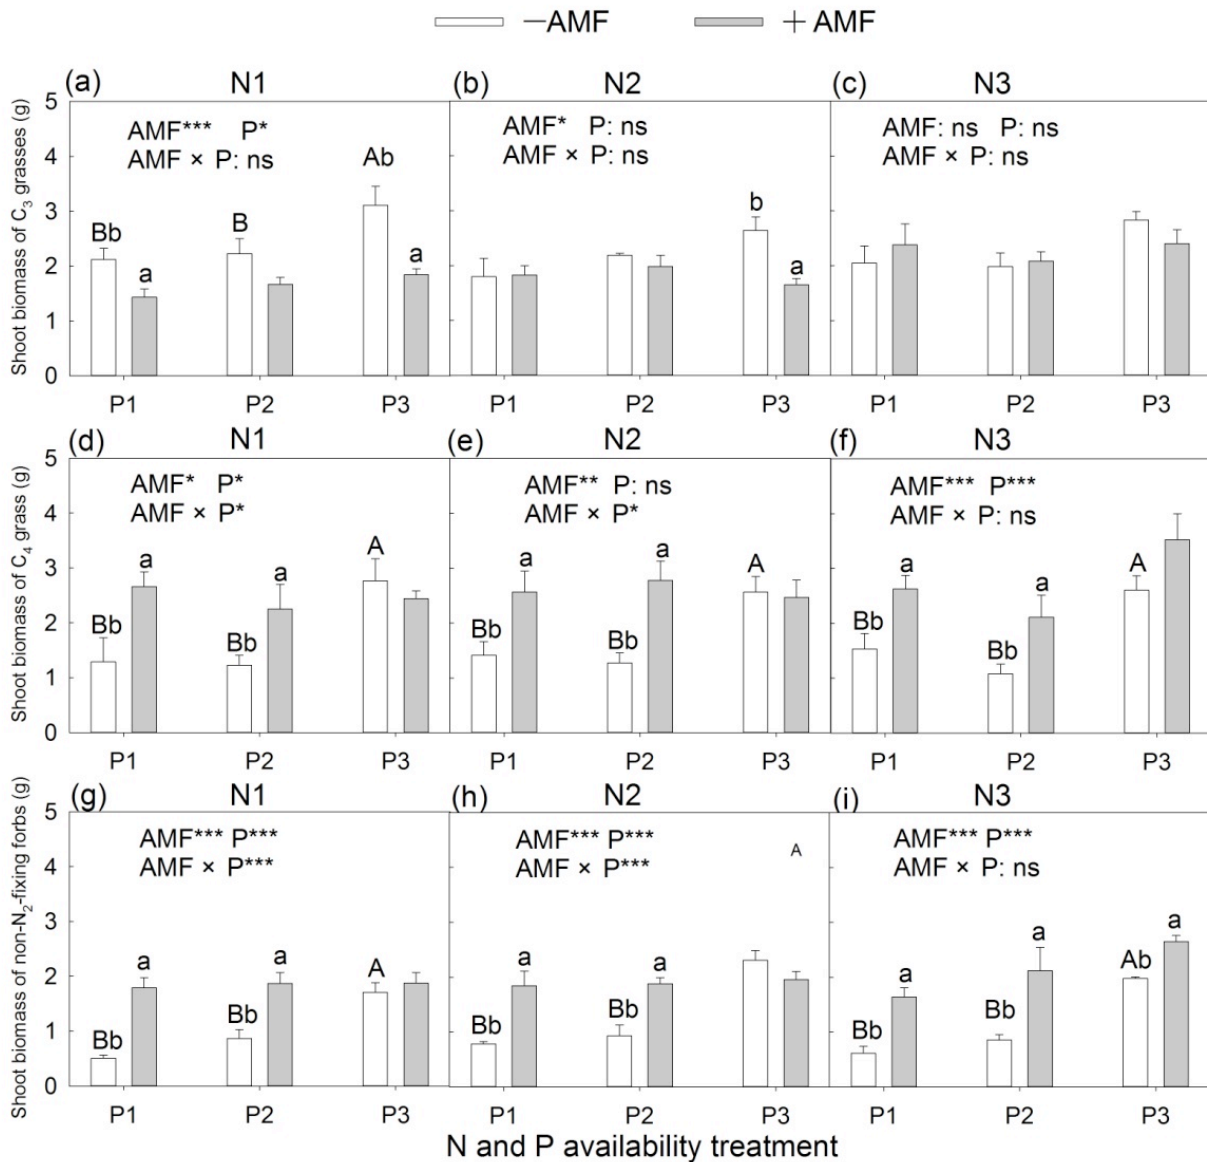 −AMF + AMF
(a) N1 (b) N2 (c) N3
Shoot biomass of C3 grasses (g)
5
4
3
2
1
0
AMF*** P*
AMF × P: ns
Bb a B Ab a
AMF* P: ns
AMF × P: ns
b a
AMF: ns P: ns
AMF × P: ns
P1 P2 P3 P1 P2 P3 P1 P2 P3
(d) N1 (e) N2 (f) N3
Shoot biomass of C4 grass (g)
5
4
3
2
1
0
AMF* P*
AMF × P*
Bb a Bb a A
AMF** P: ns
AMF × P*
Bb a Bb a A
AMF*** P***
AMF × P: ns
Bb a Bb a A
P1 P2 P3 P1 P2 P3 P1 P2 P3
(g) N1 (h) N2 (i) N3
Shoot biomass of non-N2-fixing forbs (g)
5
4
3
2
1
0
AMF*** P***
AMF × P***
Bb a Bb a A
AMF*** P***
AMF × P***
Bb a Bb a A
AMF*** P***
AMF × P: ns
Bb a Bb a Ab a
P1 P2 P3 P1 P2 P3 P1 P2 P3
N and P availability treatment